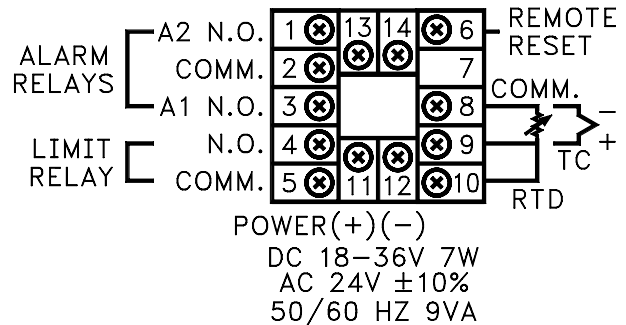 A2 N.O. 1 13 14 6 REMOTE RESET
ALARM RELAYS
COMM. 2 7
A1 N.O. 3 8 COMM.
LIMIT RELAY
N.O. 4 9
COMM. 5 11 12 10
−
+
TC
RTD
POWER(+)(−)
DC 18−36V 7W
AC 24V ±10%
50/60 HZ 9VA